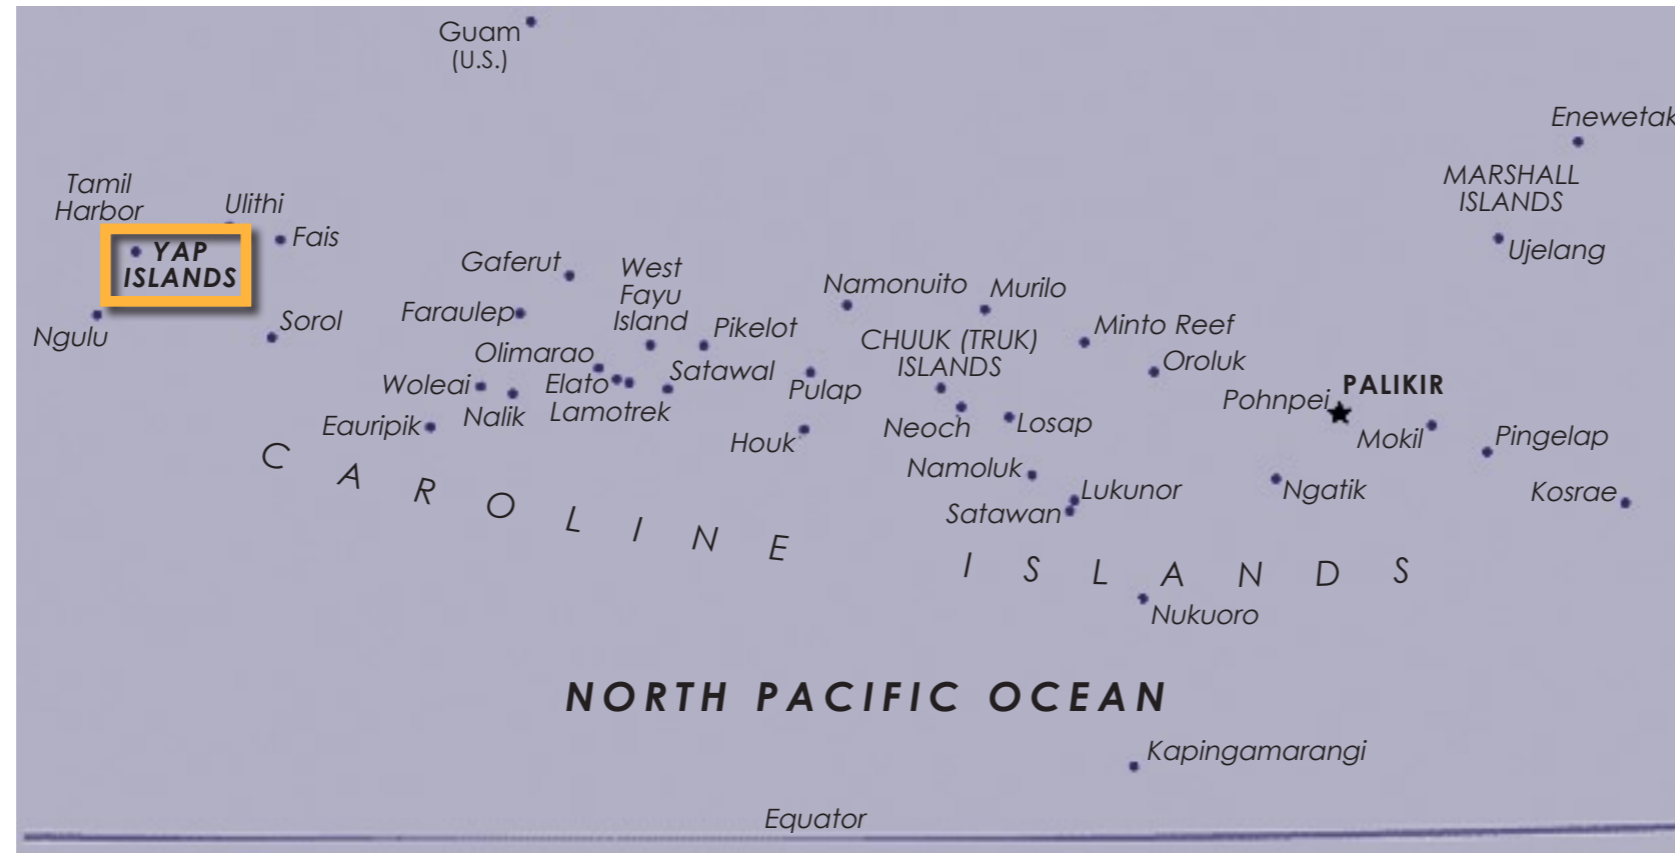 Guam
(U.S.)
Enewetak
Tamil
Harbor
Ulithi
MARSHALL
ISLANDS
YAP
ISLANDS
Fais
Ujelang
Gaferut
West
Fayu
Island
Namonuito
Murilo
Ngulu
Sorol
Faraulep
Pikelot
CHUUK (TRUK)
ISLANDS
Minto Reef
Olimarao
Oroluk
Woleai
Elato
Satawal
Pulap
Pohnpei
PALIKIR
Nalik
Lamotrek
Eauripik
Houk
Neoch
Losap
Mokil
Pingelap
Namoluk
Lukunor
Ngatik
Kosrae
Satawan
CAROLINE ISLANDS
Nukuoro
NORTH PACIFIC OCEAN
Kapingamarangi
Equator